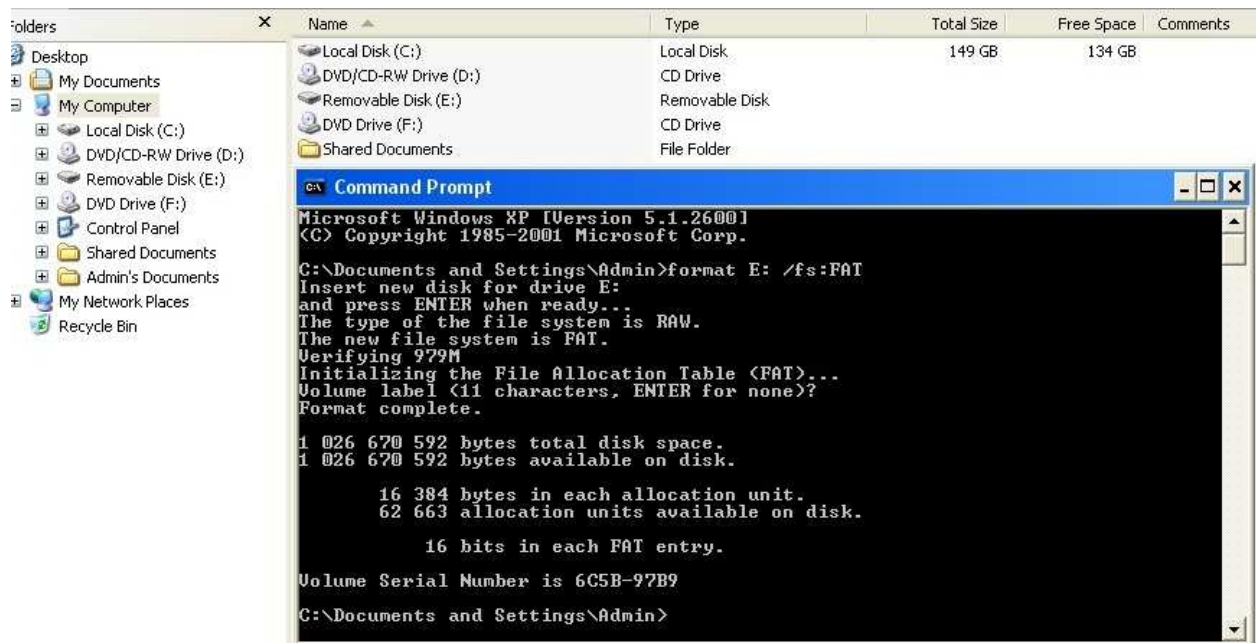 Folders
Desktop
My Documents
My Computer
Local Disk (C:)
DVD/CD-RW Drive (D:)
Removable Disk (E:)
DVD Drive (F:)
Control Panel
Shared Documents
Admin's Documents
My Network Places
Recycle Bin
Name Type Total Size Free Space Comments
Local Disk (C:) Local Disk 149 GB 134 GB
DVD/CD-RW Drive (D:) CD Drive
Removable Disk (E:) Removable Disk
DVD Drive (F:) CD Drive
Shared Documents File Folder
Command Prompt
Microsoft Windows XP [Version 5.1.2600]
(C) Copyright 1985-2001 Microsoft Corp.
C:\Documents and Settings\Admin>format E: /fs:FAT
Insert new disk for drive E:
and press ENTER when ready...
The type of the file system is RAW.
The new file system is FAT.
Verifying 979M
Initializing the File Allocation Table (FAT)...
Volume label (11 characters, ENTER for none)?
Format complete.
1 026 670 592 bytes total disk space.
1 026 670 592 bytes available on disk.
16 384 bytes in each allocation unit.
62 663 allocation units available on disk.
16 bits in each FAT entry.
Volume Serial Number is 6C5B-97B9
C:\Documents and Settings\Admin>